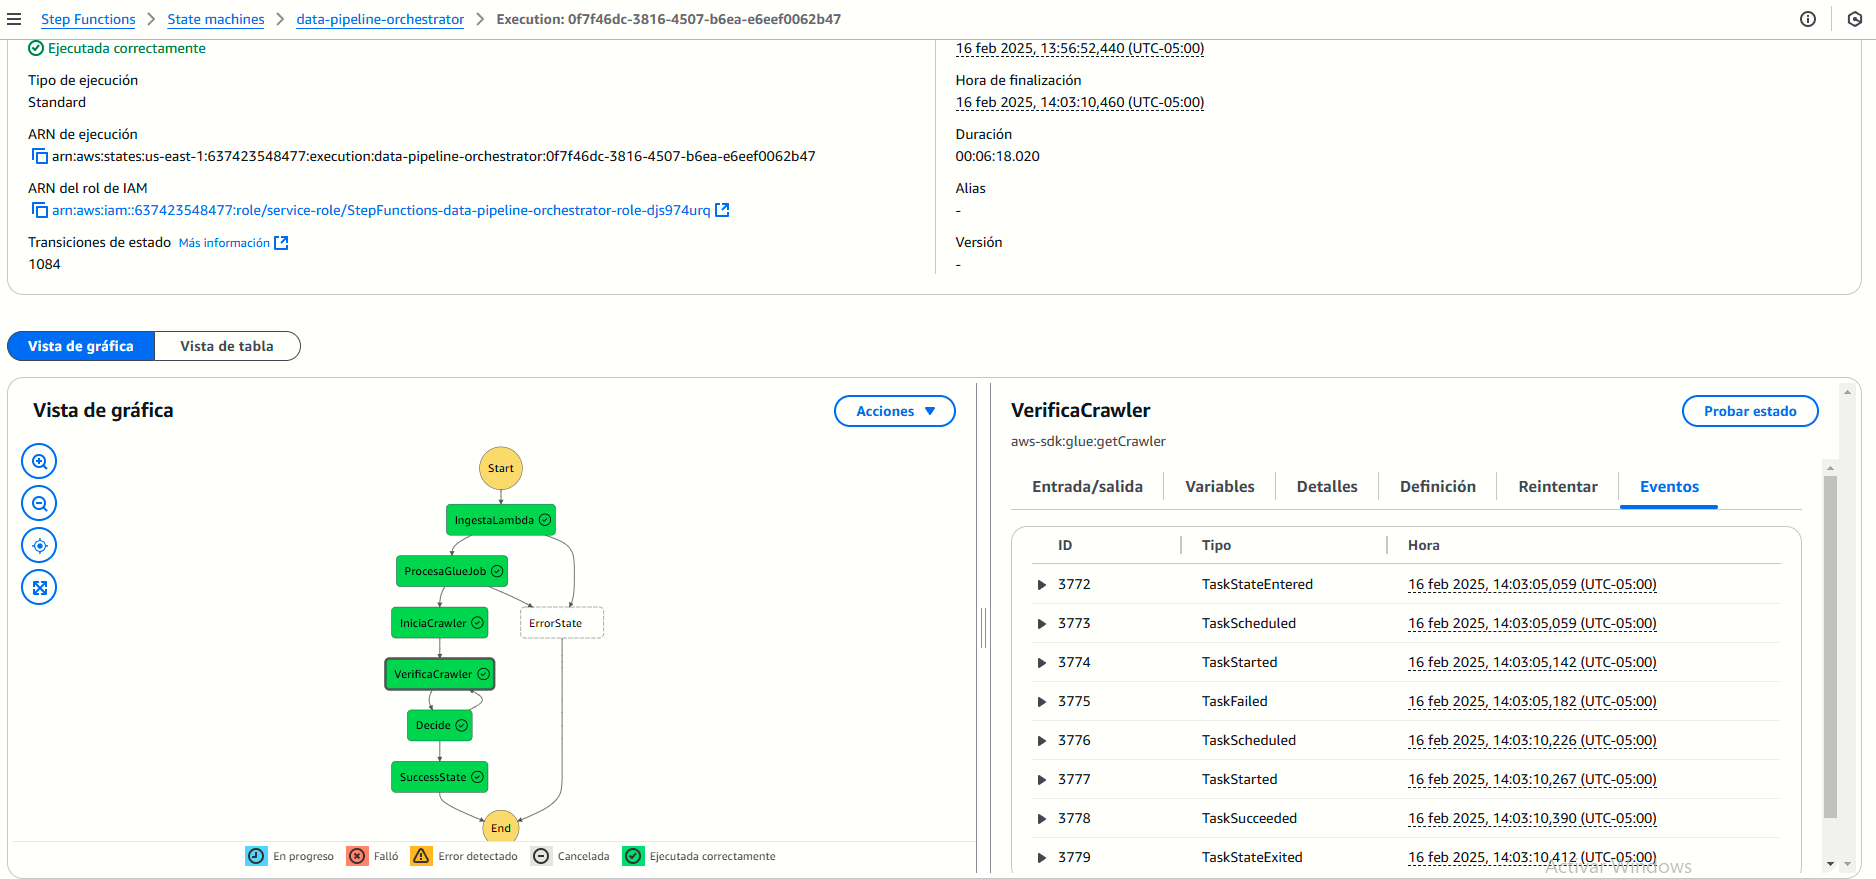 Step Functions > State machines > data-pipeline-orchestrator > Execution: 0f7f46dc-3816-4507-b6ea-e6eef0062b47
Ejecutada correctamente
Tipo de ejecución
Standard
ARN de ejecución
arn:aws:states:us-east-1:637423548477:execution:data-pipeline-orchestrator:0f7f46dc-3816-4507-b6ea-e6eef0062b47
ARN del rol de IAM
arn:aws:iam::637423548477:role/service-role/StepFunctions-data-pipeline-orchestrator-role-djs974urq
Transiciones de estado Más información
1084
16 feb 2025, 13:56:52,440 (UTC-05:00)
Hora de finalización
16 feb 2025, 14:03:10,460 (UTC-05:00)
Duración
00:06:18.020
Alias
-
Versión
-
Vista de gráfica
Vista de tabla
Vista de gráfica
Acciones
Start
IngestaLambda
ProcesaGlueJob
IniciaCrawler
ErrorState
VerificaCrawler
Decide
SuccessState
End
En progreso
Falló
Error detectado
Cancelada
Ejecutada correctamente
VerificaCrawler
Probar estado
aws-sdk:glue:getCrawler
Entrada/salida
Variables
Detalles
Definición
Reintentar
Eventos
ID Tipo Hora
3772 TaskStateEntered 16 feb 2025, 14:03:05,059 (UTC-05:00)
3773 TaskScheduled 16 feb 2025, 14:03:05,059 (UTC-05:00)
3774 TaskStarted 16 feb 2025, 14:03:05,142 (UTC-05:00)
3775 TaskFailed 16 feb 2025, 14:03:05,182 (UTC-05:00)
3776 TaskScheduled 16 feb 2025, 14:03:10,226 (UTC-05:00)
3777 TaskStarted 16 feb 2025, 14:03:10,267 (UTC-05:00)
3778 TaskSucceeded 16 feb 2025, 14:03:10,390 (UTC-05:00)
3779 TaskStateExited 16 feb 2025, 14:03:10,412 (UTC-05:00)
Activar Windows